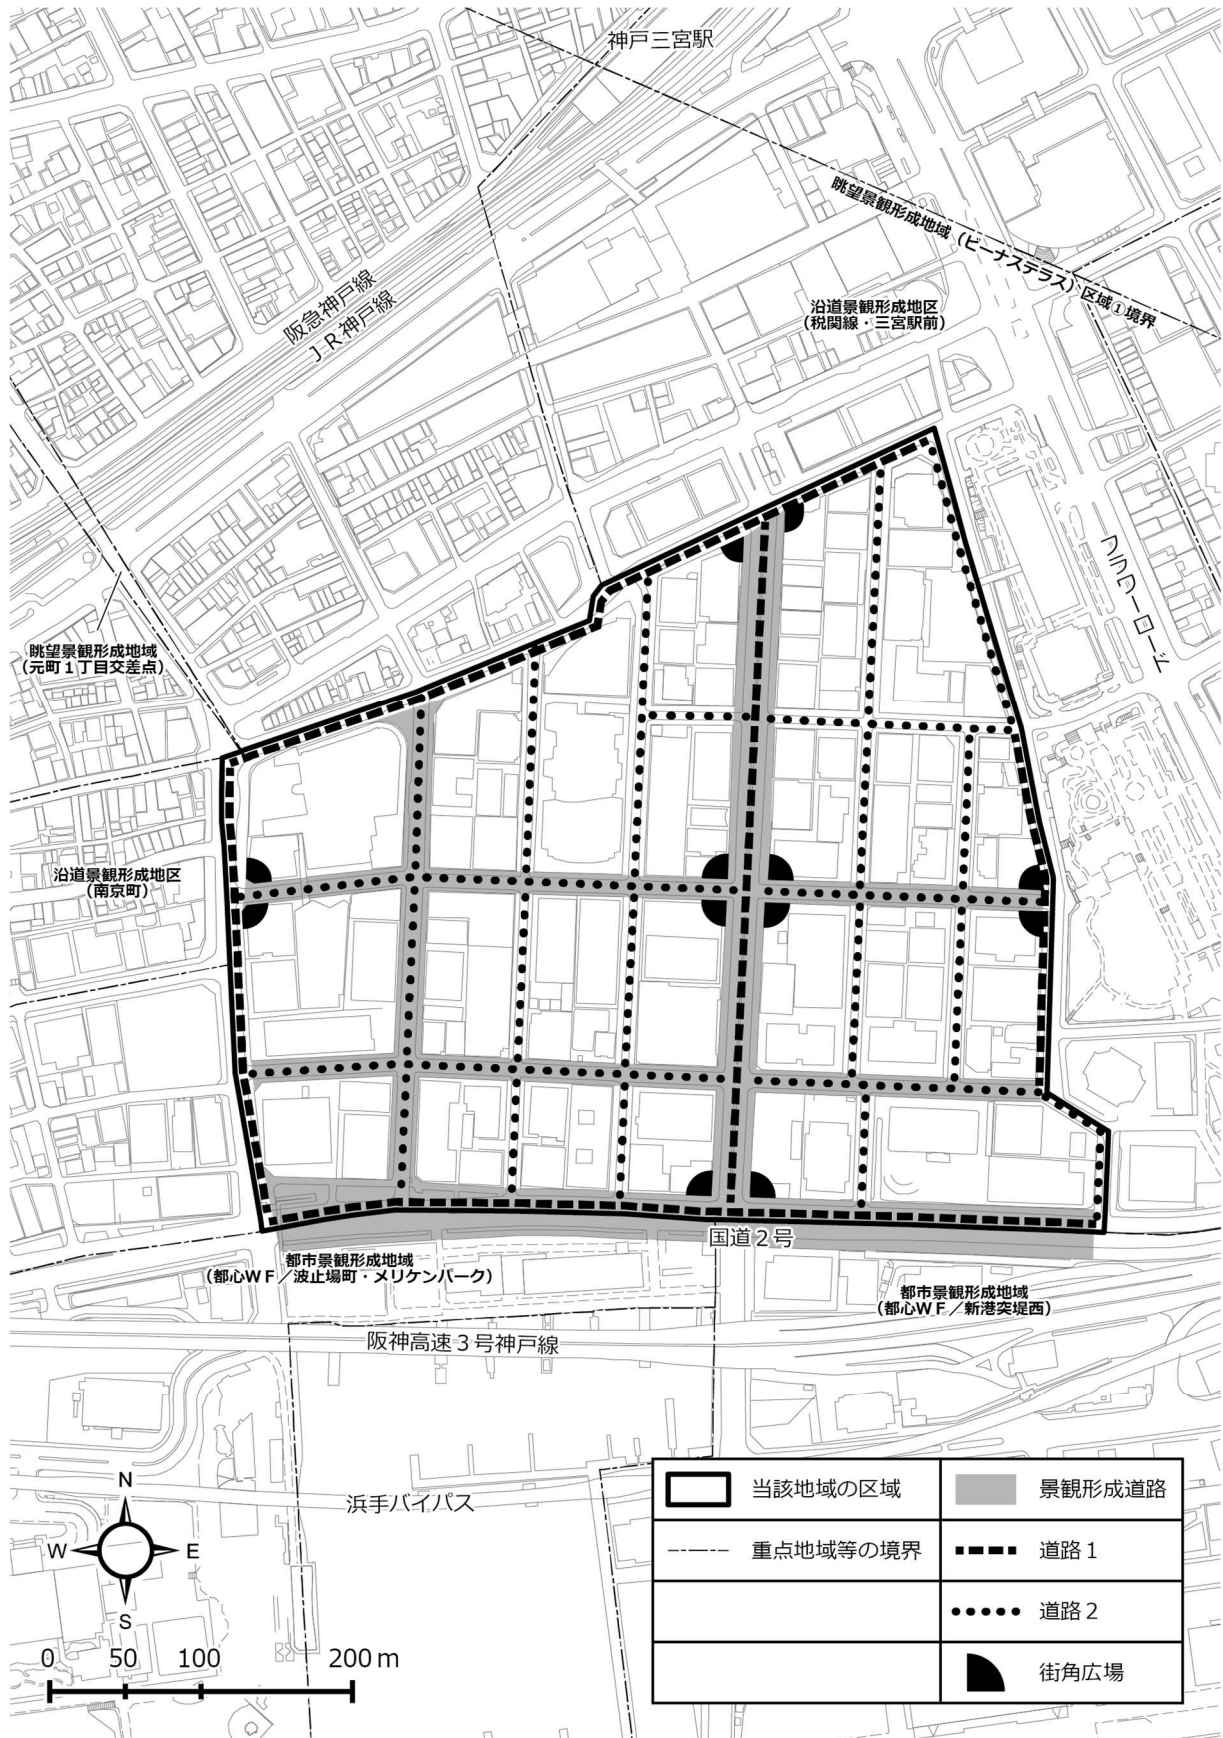 神戸三宮駅
眺望景観形成地域（ビーナステラス）区域①境界
阪急神戸線
ＪＲ神戸線
沿道景観形成地区
（税関線・三宮駅前）
フラワーロード
眺望景観形成地域
（元町１丁目交差点）
沿道景観形成地区
（南京町）
国道２号
都市景観形成地域
（都心ＷＦ／波止場町・メリケンパーク）
都市景観形成地域
（都心ＷＦ／新港突堤西）
阪神高速３号神戸線
浜手バイパス
N
W
E
S
0 50 100 200 m
当該地域の区域
景観形成道路
重点地域等の境界
道路１
道路２
街角広場